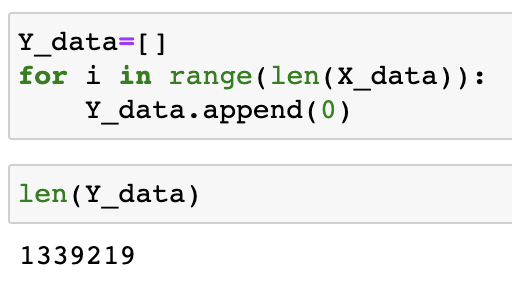 Y_data=[]
for i in range(len(X_data)):
    Y_data.append(0)
len(Y_data)
1339219